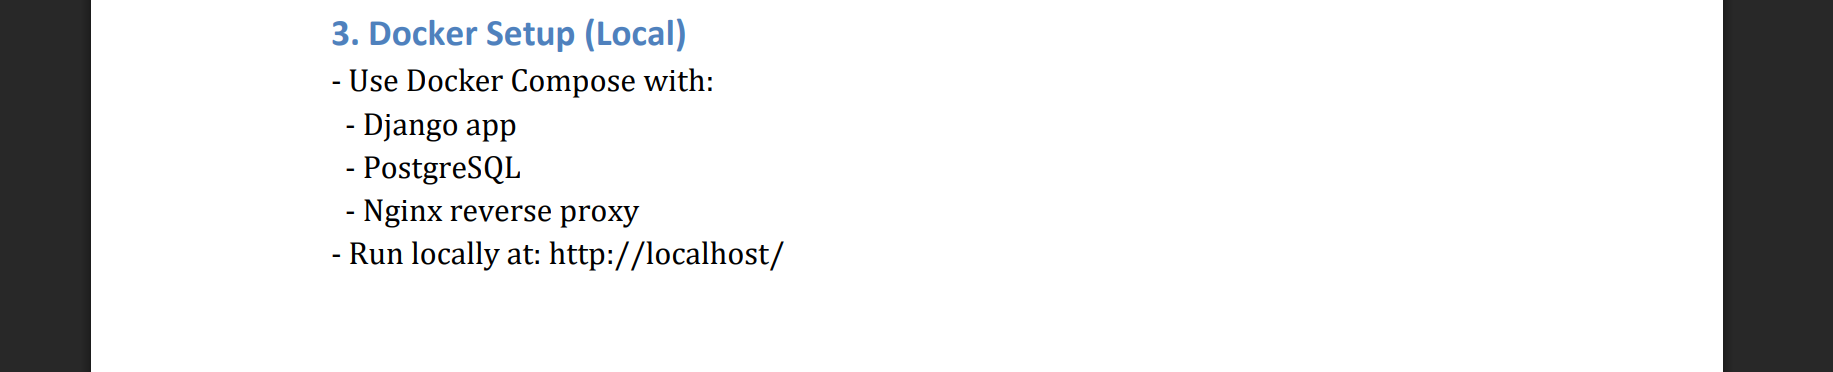 3. Docker Setup (Local)
- Use Docker Compose with:
- Django app
- PostgreSQL
- Nginx reverse proxy
- Run locally at: http://localhost/